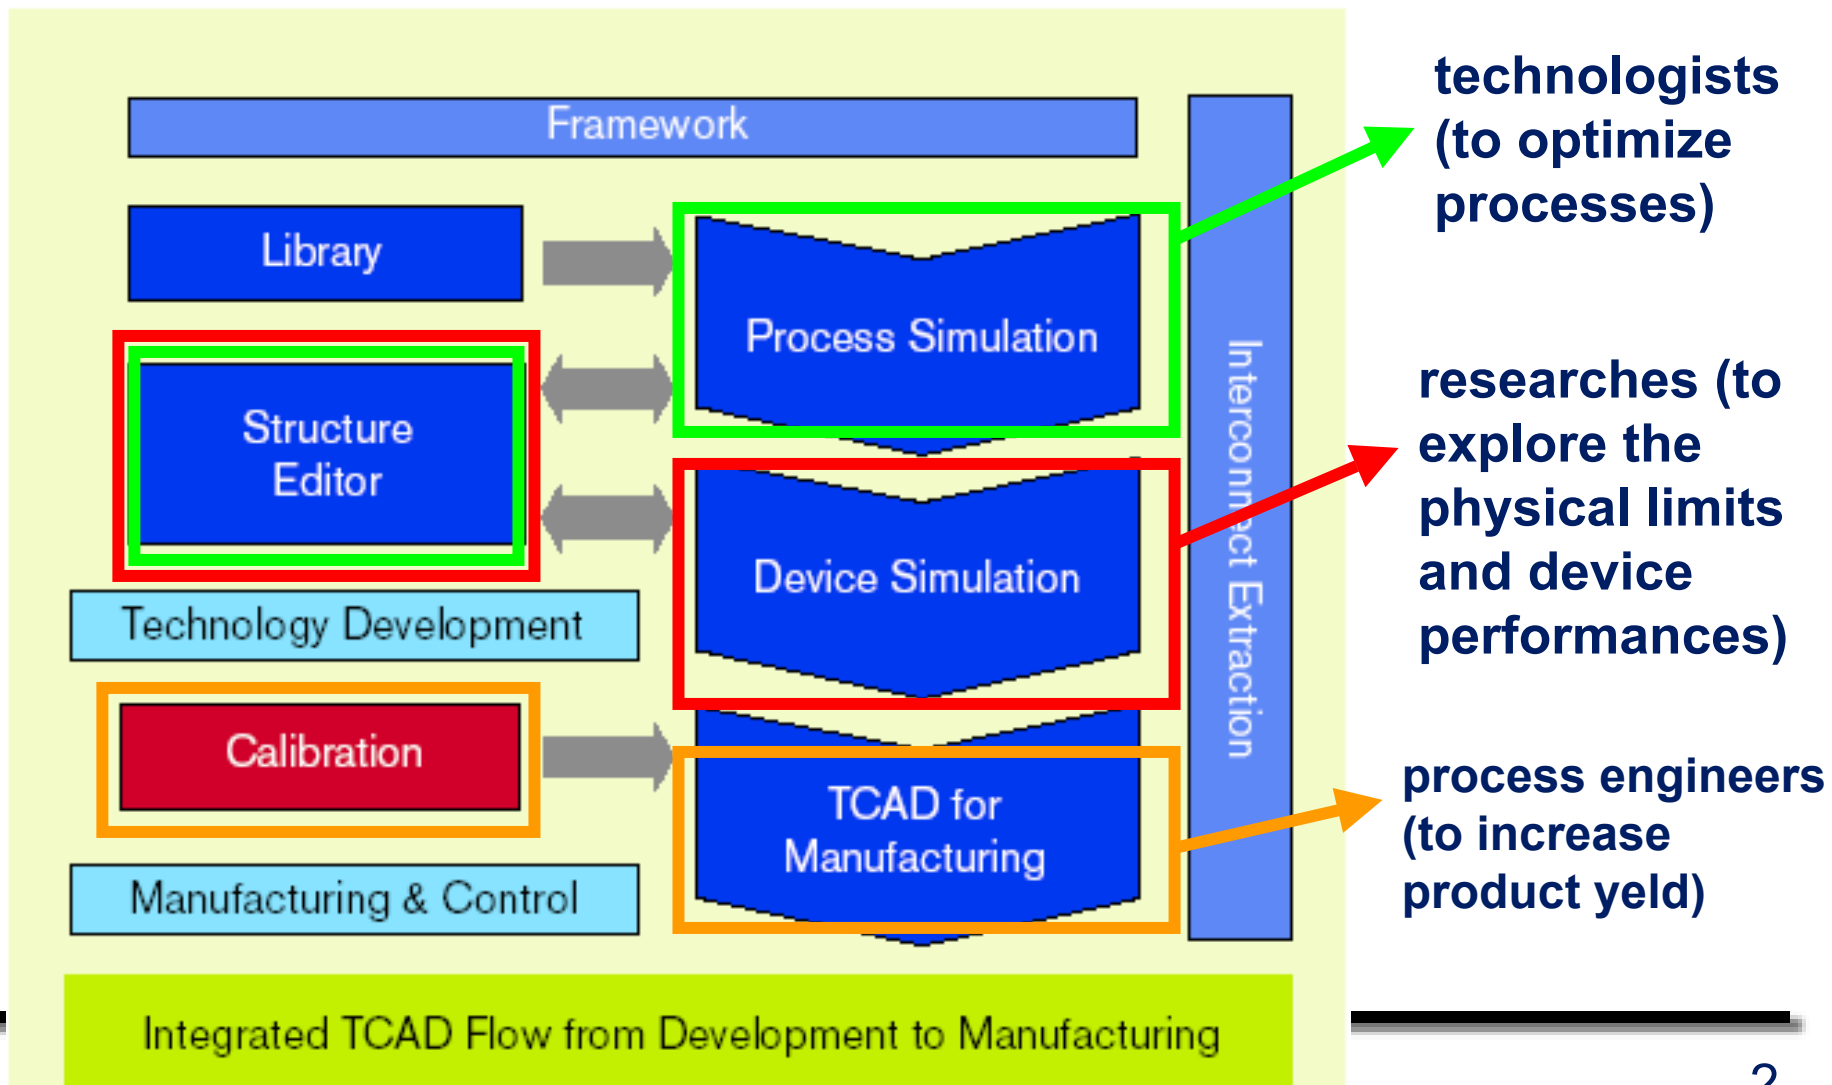 Framework
Library
Process Simulation
Structure
Editor
Device Simulation
Technology Development
Calibration
TCAD for
Manufacturing
Manufacturing & Control
Interconnect Extraction
Integrated TCAD Flow from Development to Manufacturing
technologists
(to optimize
processes)
researches (to
explore the
physical limits
and device
performances)
process engineers
(to increase
product yeld)
2